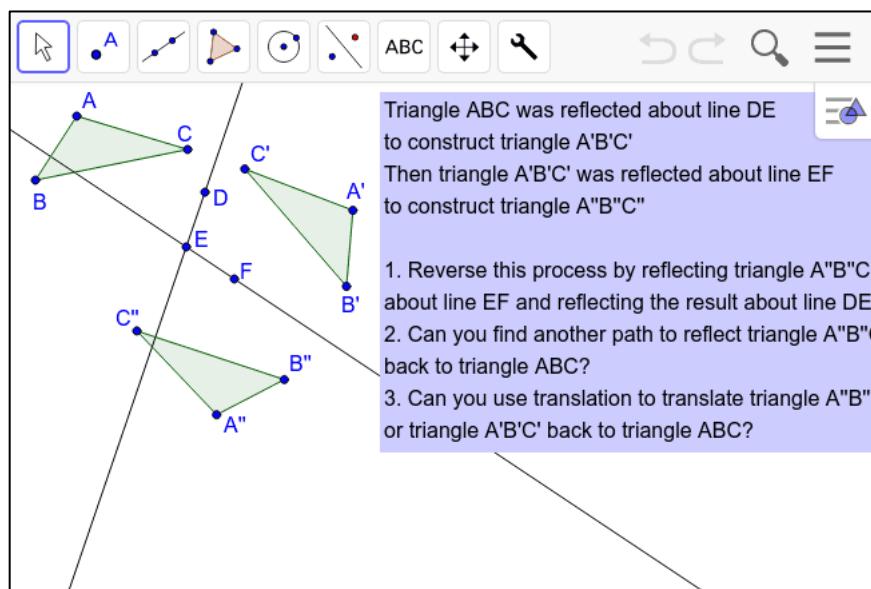 A
ABC
Triangle ABC was reflected about line DE
to construct triangle A'B'C'
Then triangle A'B'C' was reflected about line EF
to construct triangle A"B"C"
1. Reverse this process by reflecting triangle A"B"C
about line EF and reflecting the result about line DE
2. Can you find another path to reflect triangle A"B"C
back to triangle ABC?
3. Can you use translation to translate triangle A"B"
or triangle A'B'C' back to triangle ABC?
A
C
B
D
C'
A'
E
F
B'
C"
B"
A"